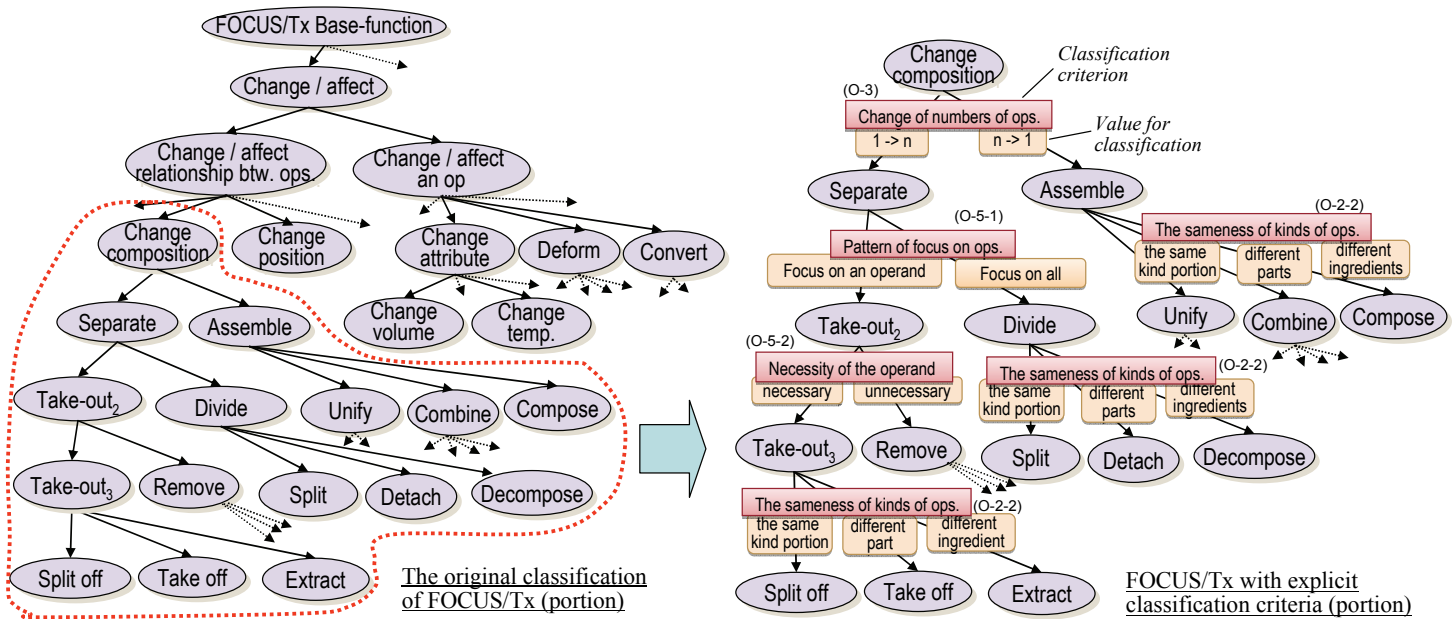 FOCUS/Tx Base-function
Change / affect
Change / affect
relationship btw. ops.
Change / affect
an op
Change
composition
Change
position
Change
attribute
Deform
Convert
Change
volume
Change
temp.
Separate
Assemble
Take-out2
Divide
Unify
Combine
Compose
Take-out3
Remove
Split
Detach
Decompose
Split off
Take off
Extract
The original classification
of FOCUS/Tx (portion)
Change
composition
Classification
criterion
(O-3)
Change of numbers of ops.
1 -> n
n -> 1
Value for
classification
Separate
Assemble
(O-5-1)
Pattern of focus on ops.
Focus on an operand
Focus on all
(O-2-2)
The sameness of kinds of ops.
the same
kind portion
different
parts
different
ingredients
Take-out2
Divide
Unify
Combine
Compose
(O-5-2)
Necessity of the operand
necessary
unnecessary
(O-2-2)
The sameness of kinds of ops.
the same
kind portion
different
parts
different
ingredients
Take-out3
Remove
Split
Detach
Decompose
The sameness of kinds of ops.
(O-2-2)
the same
kind portion
different
part
different
ingredient
Split off
Take off
Extract
FOCUS/Tx with explicit
classification criteria (portion)